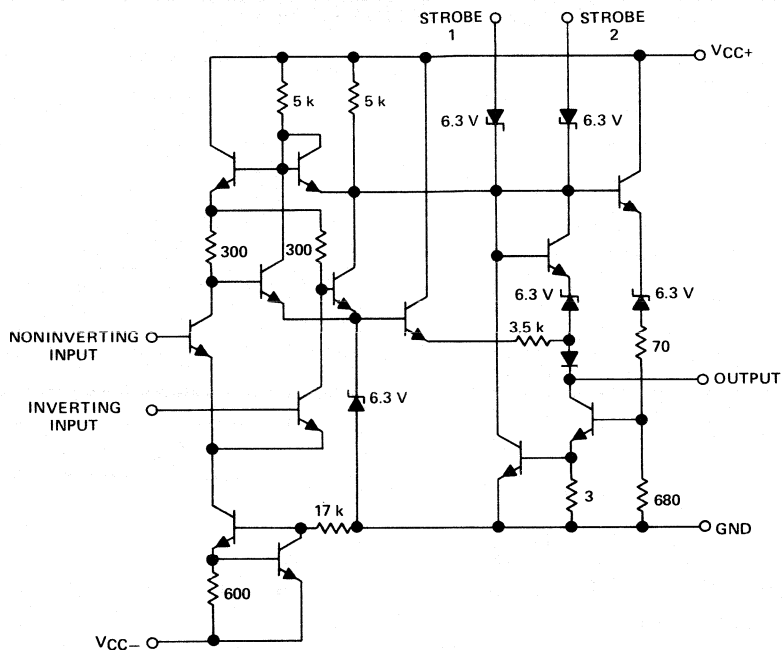 STROBE
1
STROBE
2
VCC+
5 k
5 k
6.3 V
6.3 V
300
300
6.3 V
6.3 V
NONINVERTING
INPUT
3.5 k
70
OUTPUT
INVERTING
INPUT
6.3 V
17 k
3
680
GND
600
VCC−